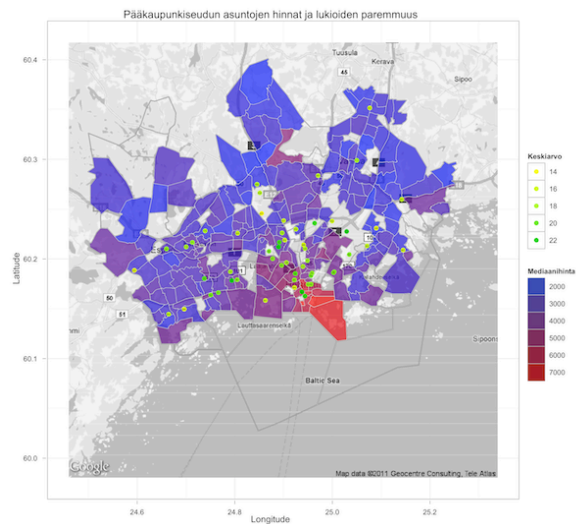 Pääkaupunkiseudun asuntojen hinnat ja lukioiden paremmuus
60.4
60.3
60.2
60.1
60.0
Latitude
Tuusula
Kerava
45
Sipoo
50
51
Lauttasaarenselkä
Sipoon
Baltic Sea
Google
Map data ©2011 Geocentre Consulting, Tele Atlas
24.6
24.8
25.0
25.2
Longitude
Keskiarvo
14
16
18
20
22
Mediaanihinta
2000
3000
4000
5000
6000
7000